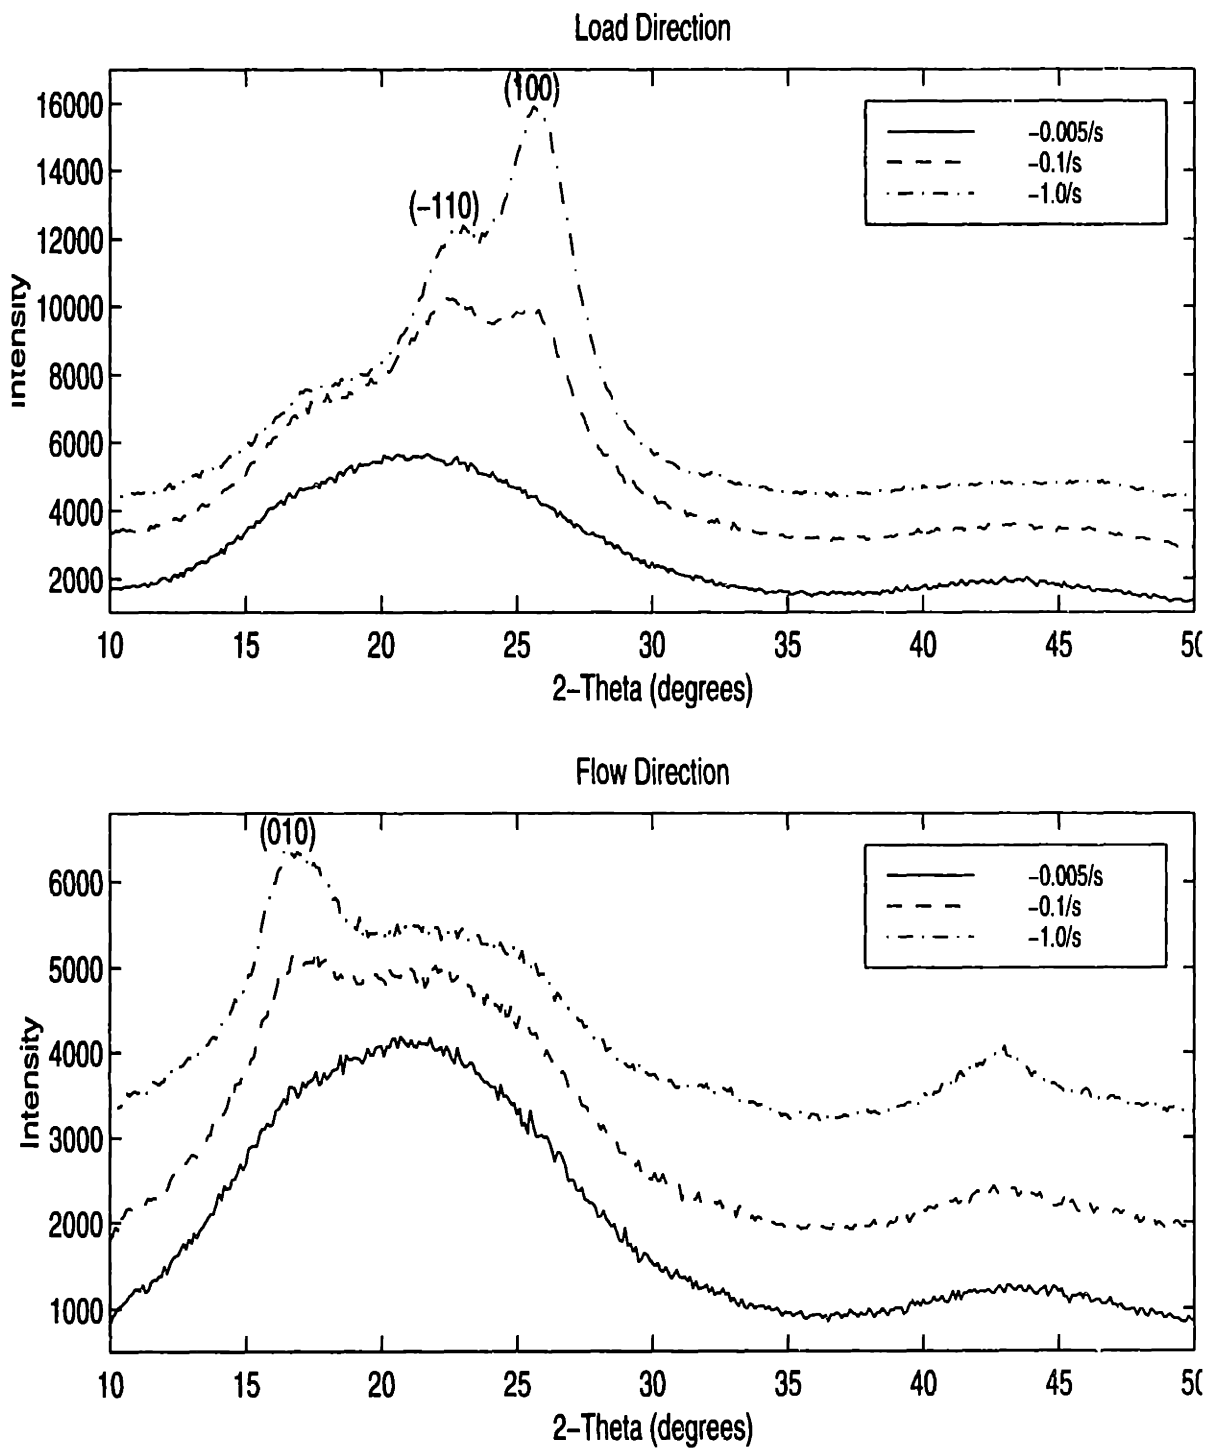 Load Direction
(100)
(-110)
16000
14000
12000
10000
8000
6000
4000
2000
Intensity
-0.005/s
-0.1/s
-1.0/s
10 15 20 25 30 35 40 45 50
2-Theta (degrees)
Flow Direction
(010)
6000
5000
4000
3000
2000
1000
Intensity
-0.005/s
-0.1/s
-1.0/s
10 15 20 25 30 35 40 45 50
2-Theta (degrees)